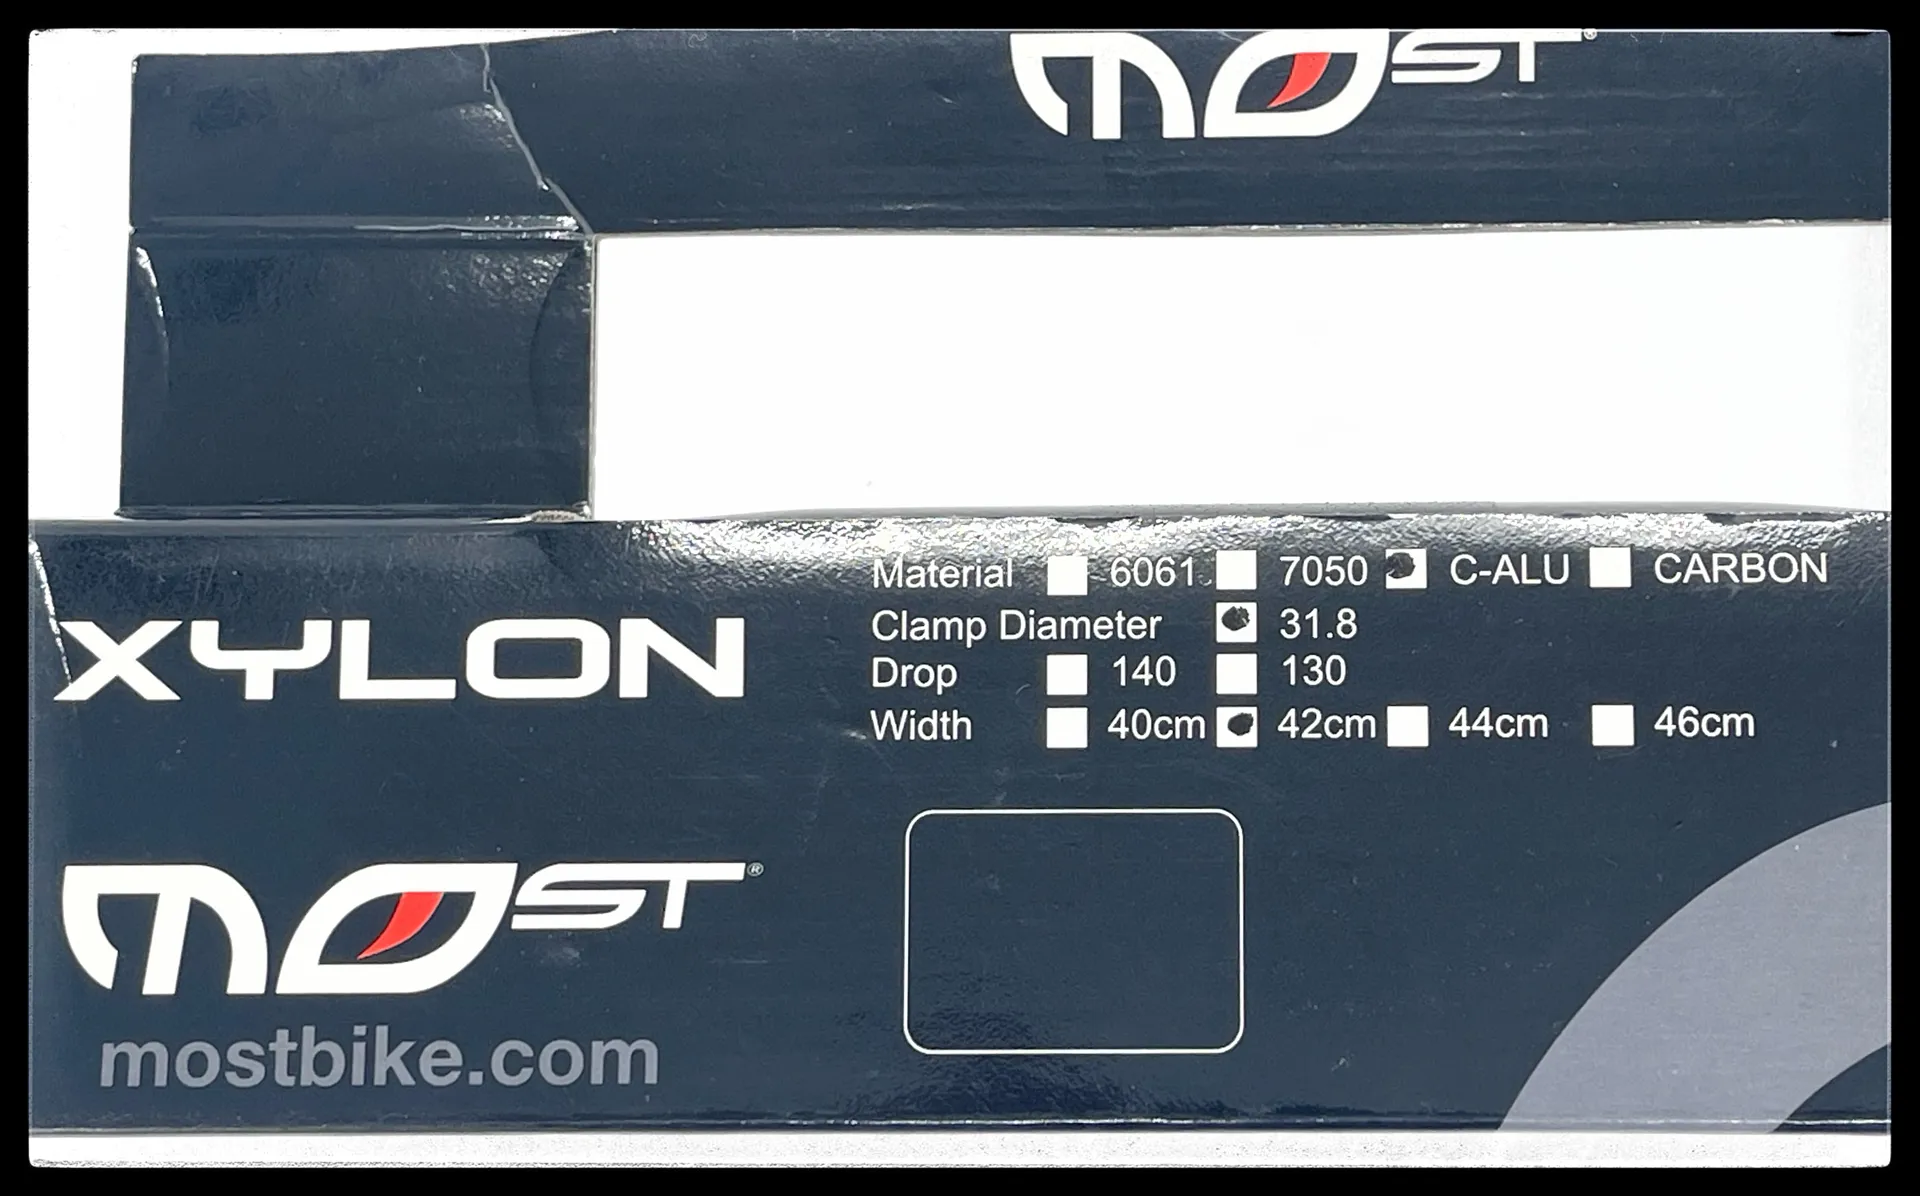 MOST®
Material 6061 7050 C-ALU CARBON
Clamp Diameter 31.8
Drop 140 130
Width 40cm 42cm 44cm 46cm
XYLON
MOST®
mostbike.com